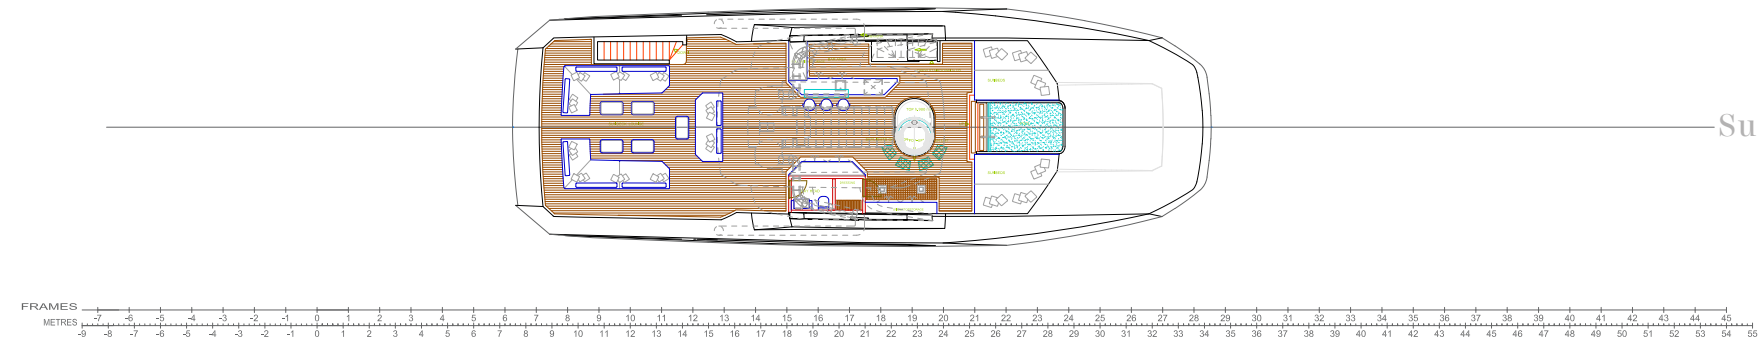 Su
FRAMES -7 -6 -5 -4 -3 -2 -1 0 1 2 3 4 5 6 7 8 9 10 11 12 13 14 15 16 17 18 19 20 21 22 23 24 25 26 27 28 29 30 31 32 33 34 35 36 37 38 39 40 41 42 43 44 45
METRES -9 -8 -7 -6 -5 -4 -3 -2 -1 0 1 2 3 4 5 6 7 8 9 10 11 12 13 14 15 16 17 18 19 20 21 22 23 24 25 26 27 28 29 30 31 32 33 34 35 36 37 38 39 40 41 42 43 44 45 46 47 48 49 50 51 52 53 54 55